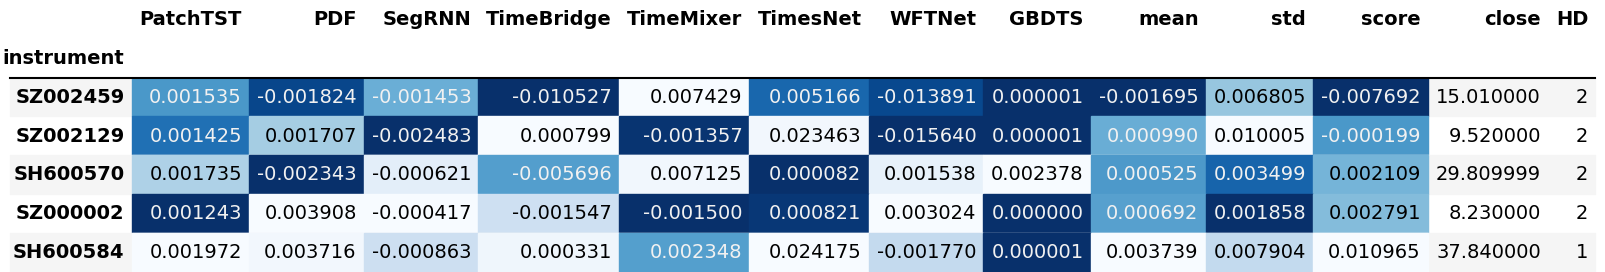 PatchTST PDF SegRNN TimeBridge TimeMixer TimesNet WFTNet GBDTS mean std score close HD
instrument
SZ002459 0.001535 -0.001824 -0.001453 -0.010527 0.007429 0.005166 -0.013891 0.000001 -0.001695 0.006805 -0.007692 15.010000 2
SZ002129 0.001425 0.001707 -0.002483 0.000799 -0.001357 0.023463 -0.015640 0.000001 0.000990 0.010005 -0.000199 9.520000 2
SH600570 0.001735 -0.002343 -0.000621 -0.005696 0.007125 0.000082 0.001538 0.002378 0.000525 0.003499 0.002109 29.809999 2
SZ000002 0.001243 0.003908 -0.000417 -0.001547 -0.001500 0.000821 0.003024 0.000000 0.000692 0.001858 0.002791 8.230000 2
SH600584 0.001972 0.003716 -0.000863 0.000331 0.002348 0.024175 -0.001770 0.000001 0.003739 0.007904 0.010965 37.840000 1